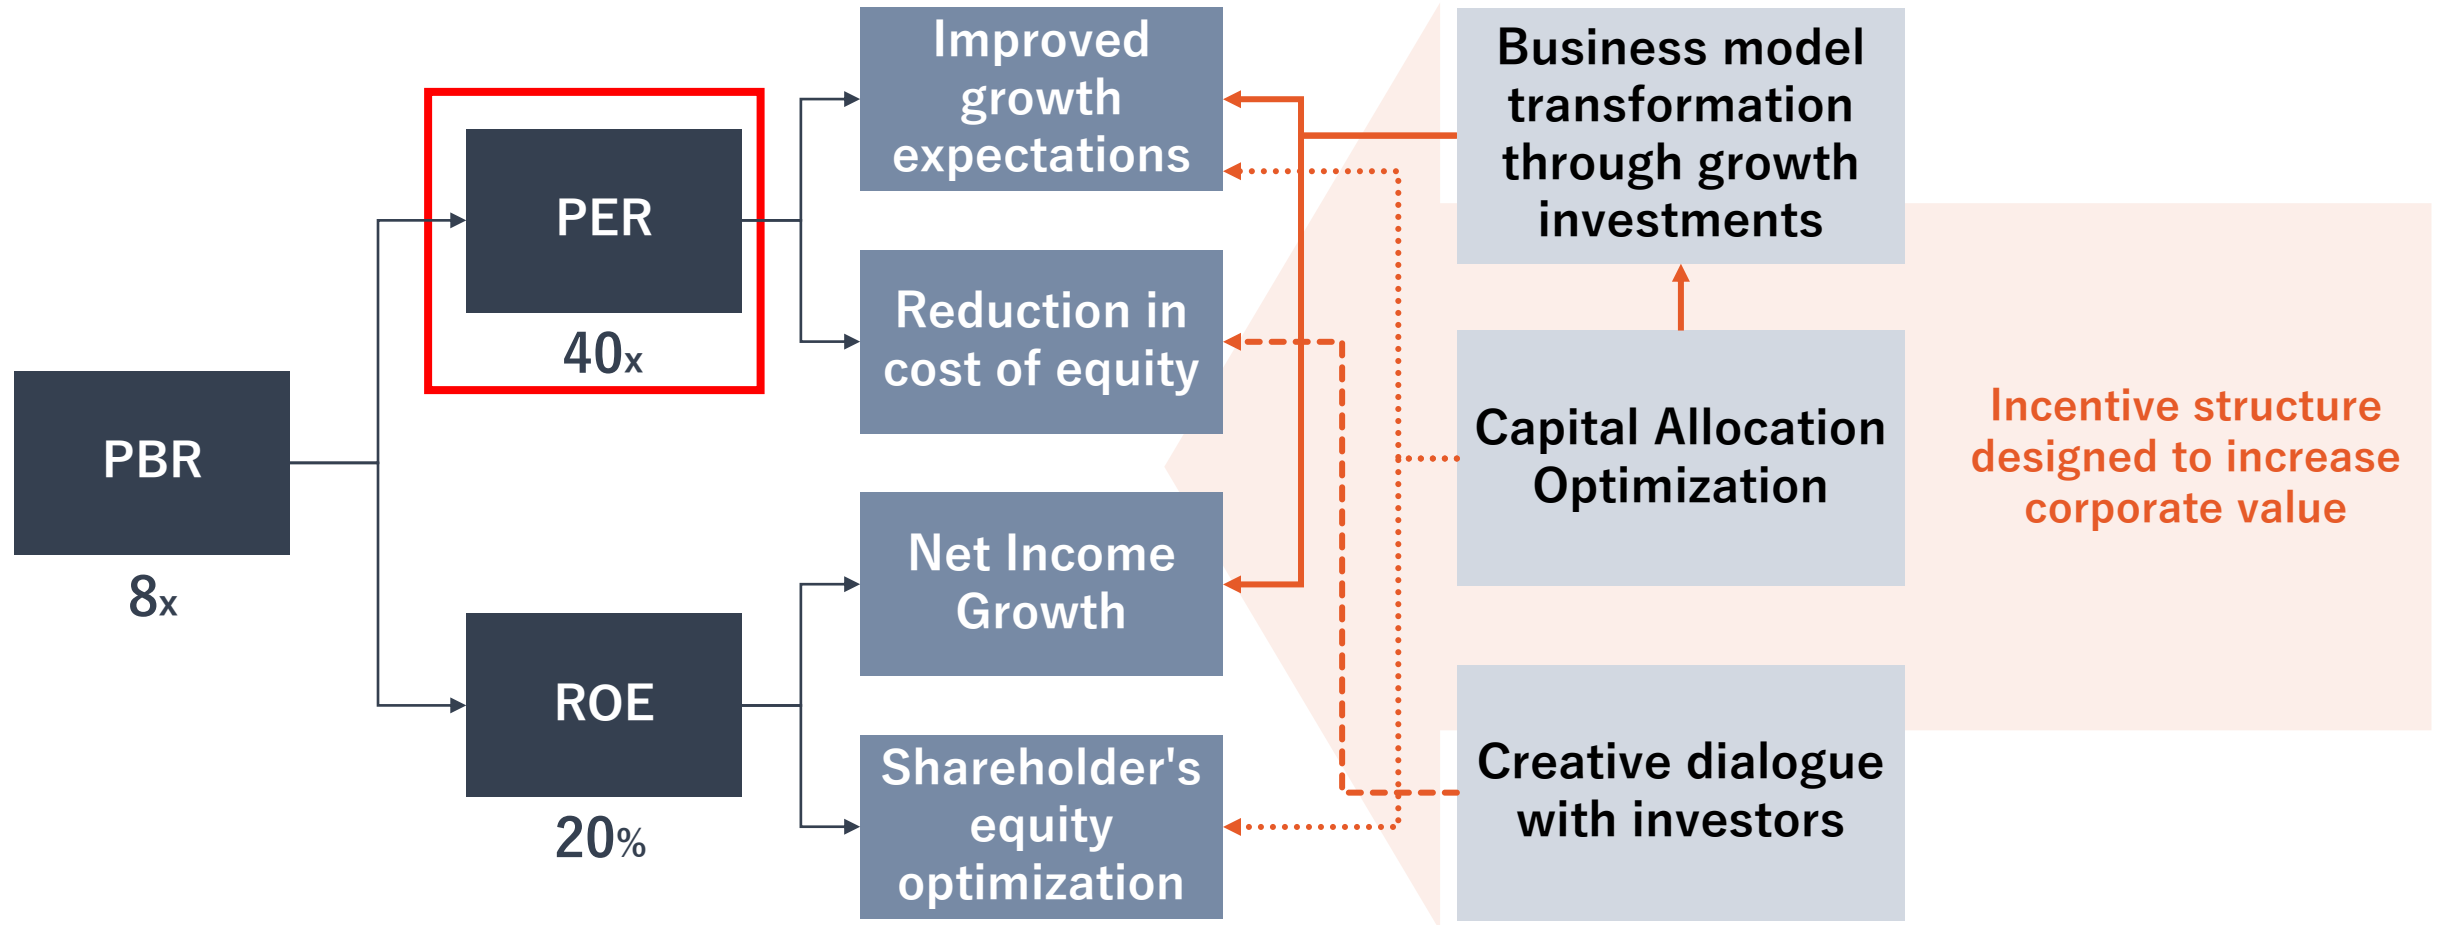 PBR
8x
PER
40x
ROE
20%
Improved
growth
expectations
Reduction in
cost of equity
Net Income
Growth
Shareholder's
equity
optimization
Business model
transformation
through growth
investments
Capital Allocation
Optimization
Creative dialogue
with investors
Incentive structure
designed to increase
corporate value